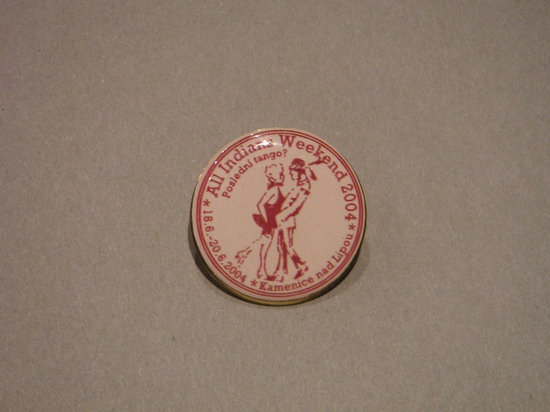 All Indians Weekend 2004
Poslední tango?
* 18.6.-20.6.2004 * Kamenice nad Lipou *